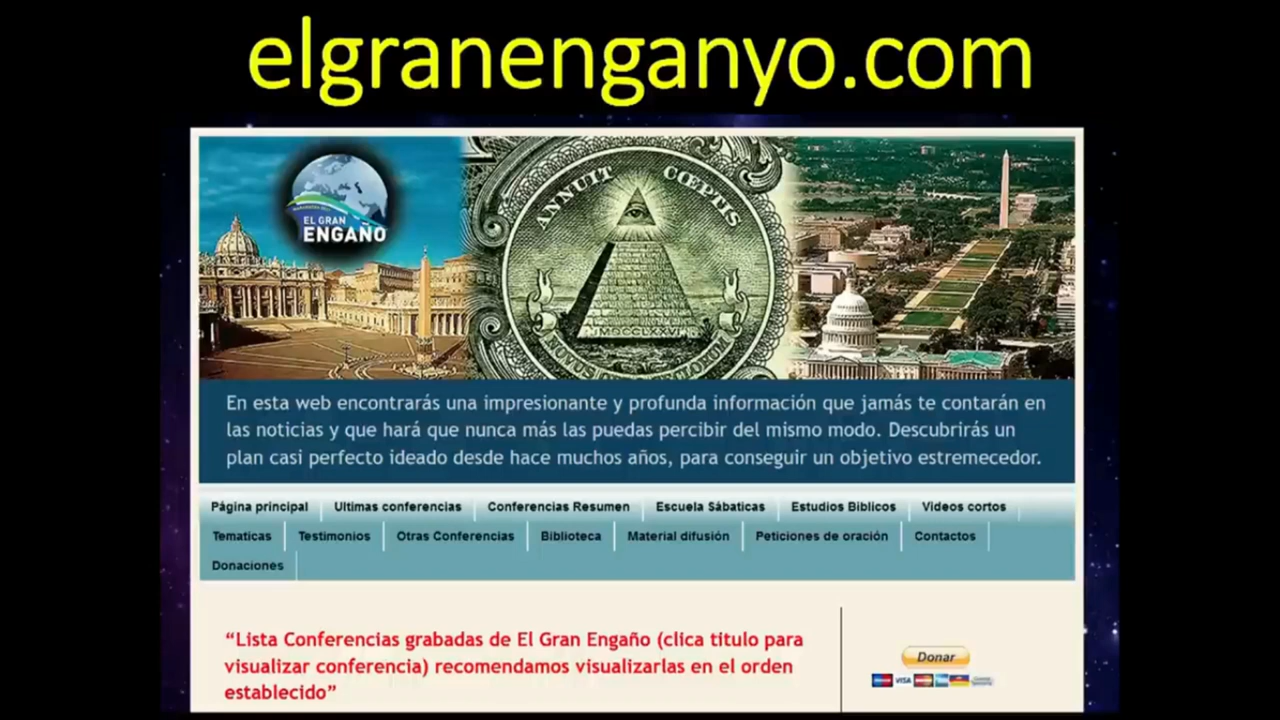 elgranenganyo.com
ANNUIT CŒPTIS
EL GRAN
ENGAÑO
MDCCLXXVI
En esta web encontrarás una impresionante y profunda información que jamás te contarán en
las noticias y que hará que nunca más las puedas percibir del mismo modo. Descubrirás un
plan casi perfecto ideado desde hace muchos años, para conseguir un objetivo estremecedor.
Página principal Ultimas conferencias Conferencias Resumen Escuela Sábaticas Estudios Biblicos Videos cortos
Tematicas Testimonios Otras Conferencias Biblioteca Material difusión Peticiones de oración Contactos
Donaciones
“Lista Conferencias grabadas de El Gran Engaño (clica titulo para
visualizar conferencia) recomendamos visualizarlas en el orden
establecido”
Donar
VISA